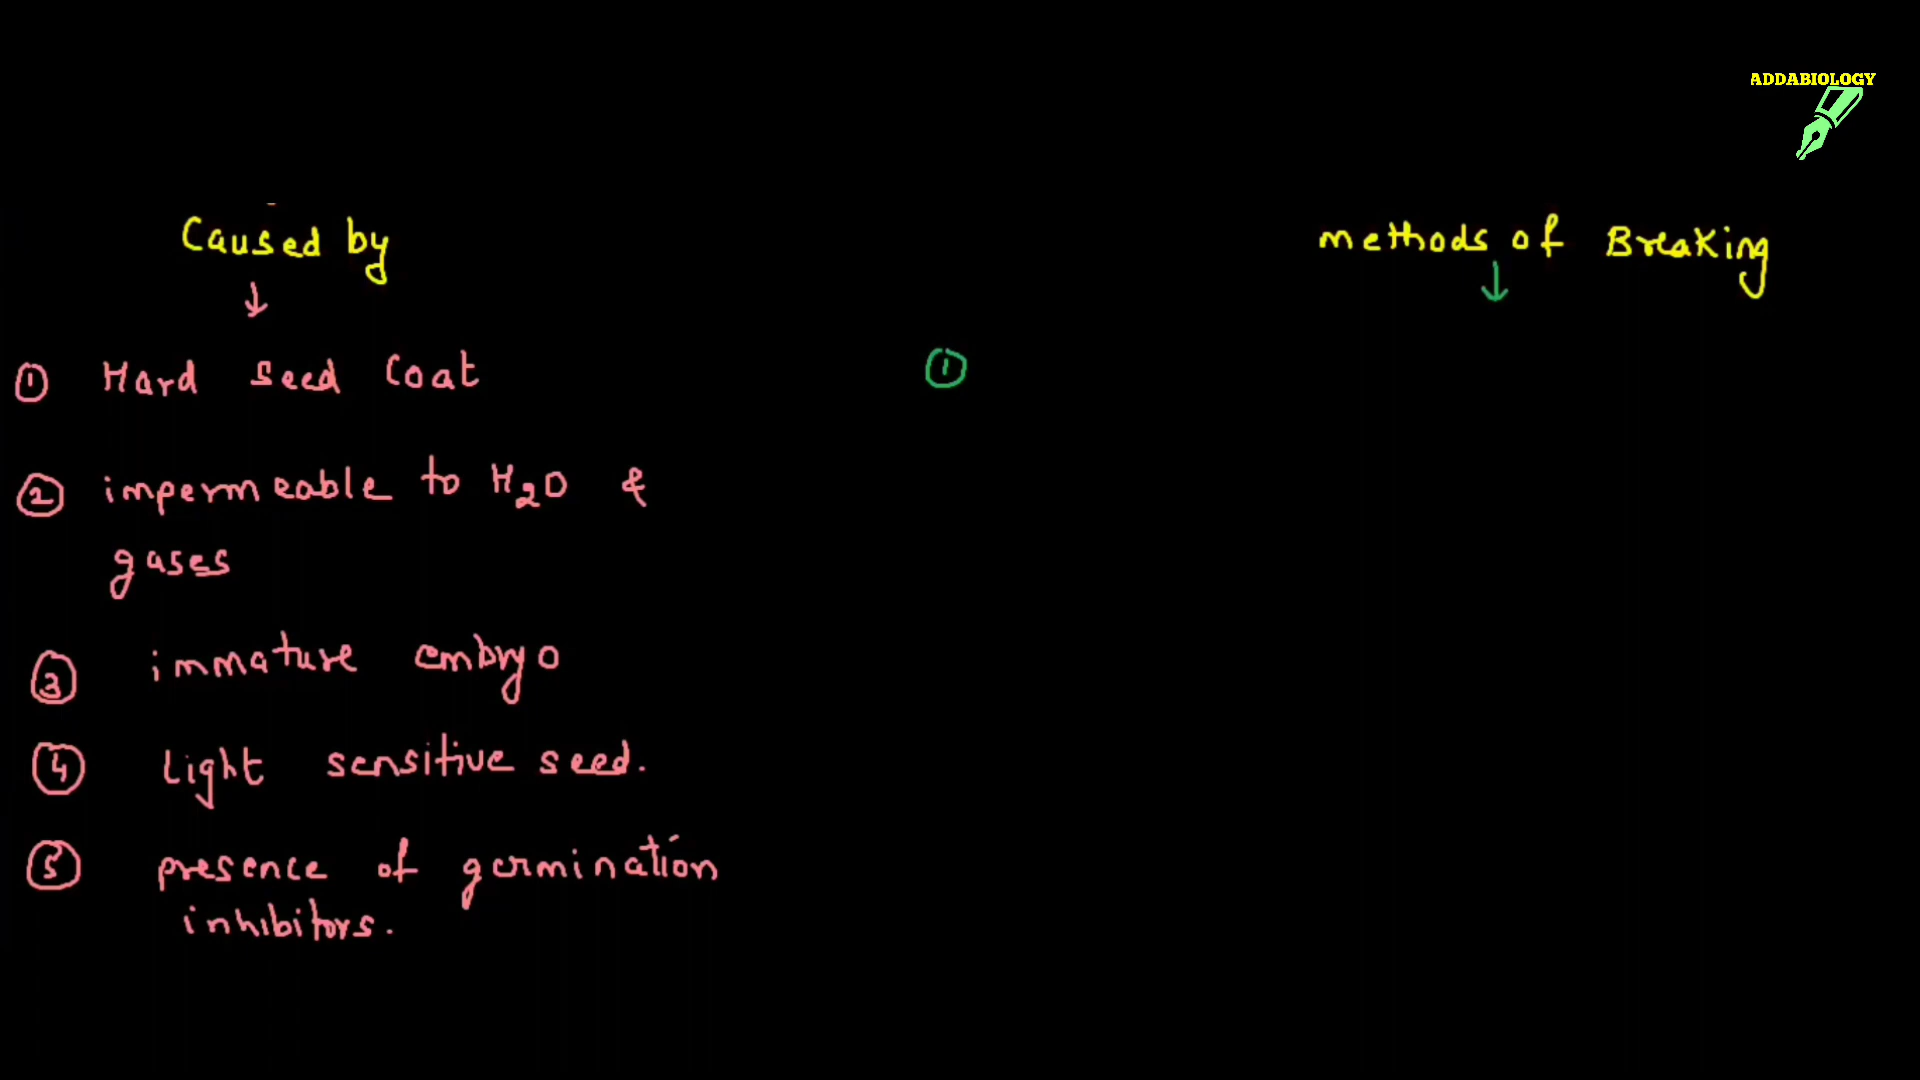 ADDABIOLOGY
Caused by
methods of Breaking
① Hard seed coat
①
② impermeable to H₂O &
gases
③ immature embryo
④ Light sensitive seed.
⑤ presence of germination
inhibitors.